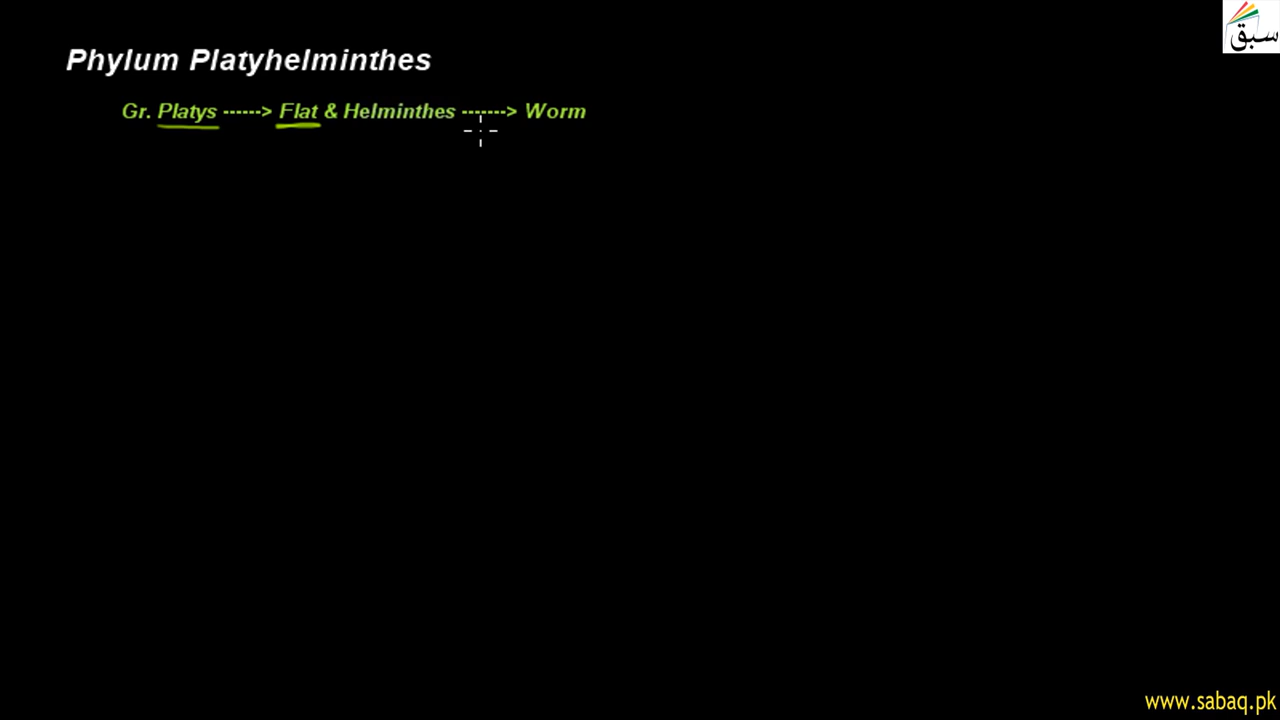 سبق
Phylum Platyhelminthes
Gr. Platys ------> Flat & Helminthes -------> Worm
www.sabaq.pk